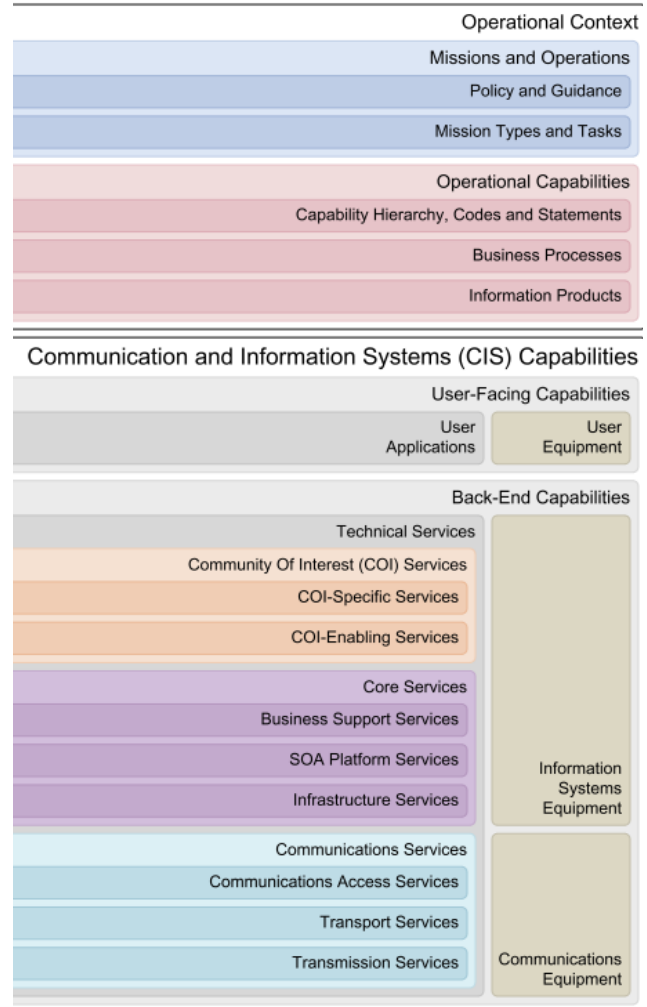 Operational Context
Missions and Operations
Policy and Guidance
Mission Types and Tasks
Operational Capabilities
Capability Hierarchy, Codes and Statements
Business Processes
Information Products
Communication and Information Systems (CIS) Capabilities
User-Facing Capabilities
User
Applications
User
Equipment
Back-End Capabilities
Technical Services
Community Of Interest (COI) Services
COI-Specific Services
COI-Enabling Services
Core Services
Business Support Services
SOA Platform Services
Infrastructure Services
Information
Systems
Equipment
Communications Services
Communications Access Services
Transport Services
Transmission Services
Communications
Equipment